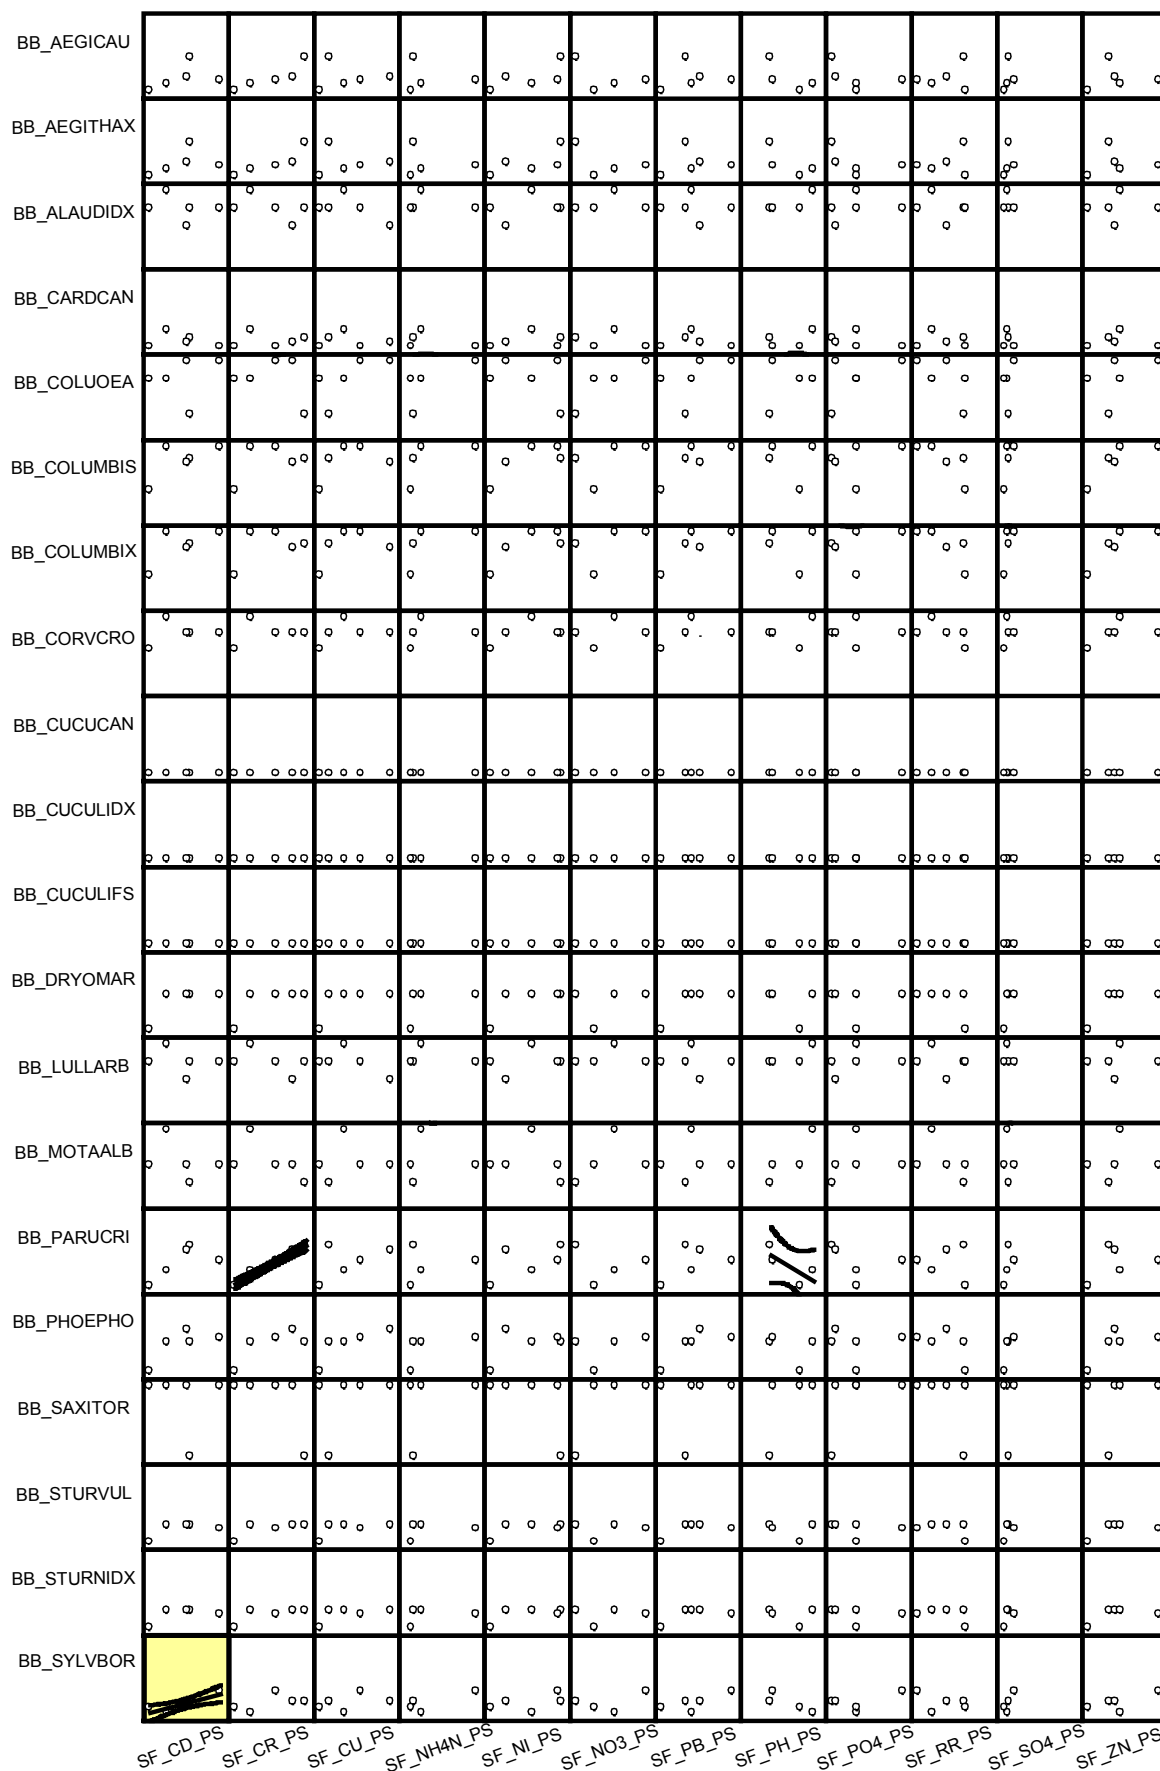 BB_AEGICAU
BB_AEGITHAX
BB_ALAUDIDX
BB_CARDCAN
BB_COLUOEA
BB_COLUMBIS
BB_COLUMBIX
BB_CORVCRO
BB_CUCUCAN
BB_CUCULIDX
BB_CUCULIFS
BB_DRYOMAR
BB_LULLARB
BB_MOTAALB
BB_PARUCRI
BB_PHOEPHO
BB_SAXITOR
BB_STURVUL
BB_STURNIDX
BB_SYLVBOR
SF_CD_PS
SF_CR_PS
SF_CU_PS
SF_NH4N_PS
SF_NI_PS
SF_NO3_PS
SF_PB_PS
SF_PH_PS
SF_PO4_PS
SF_RR_PS
SF_SO4_PS
SF_ZN_PS